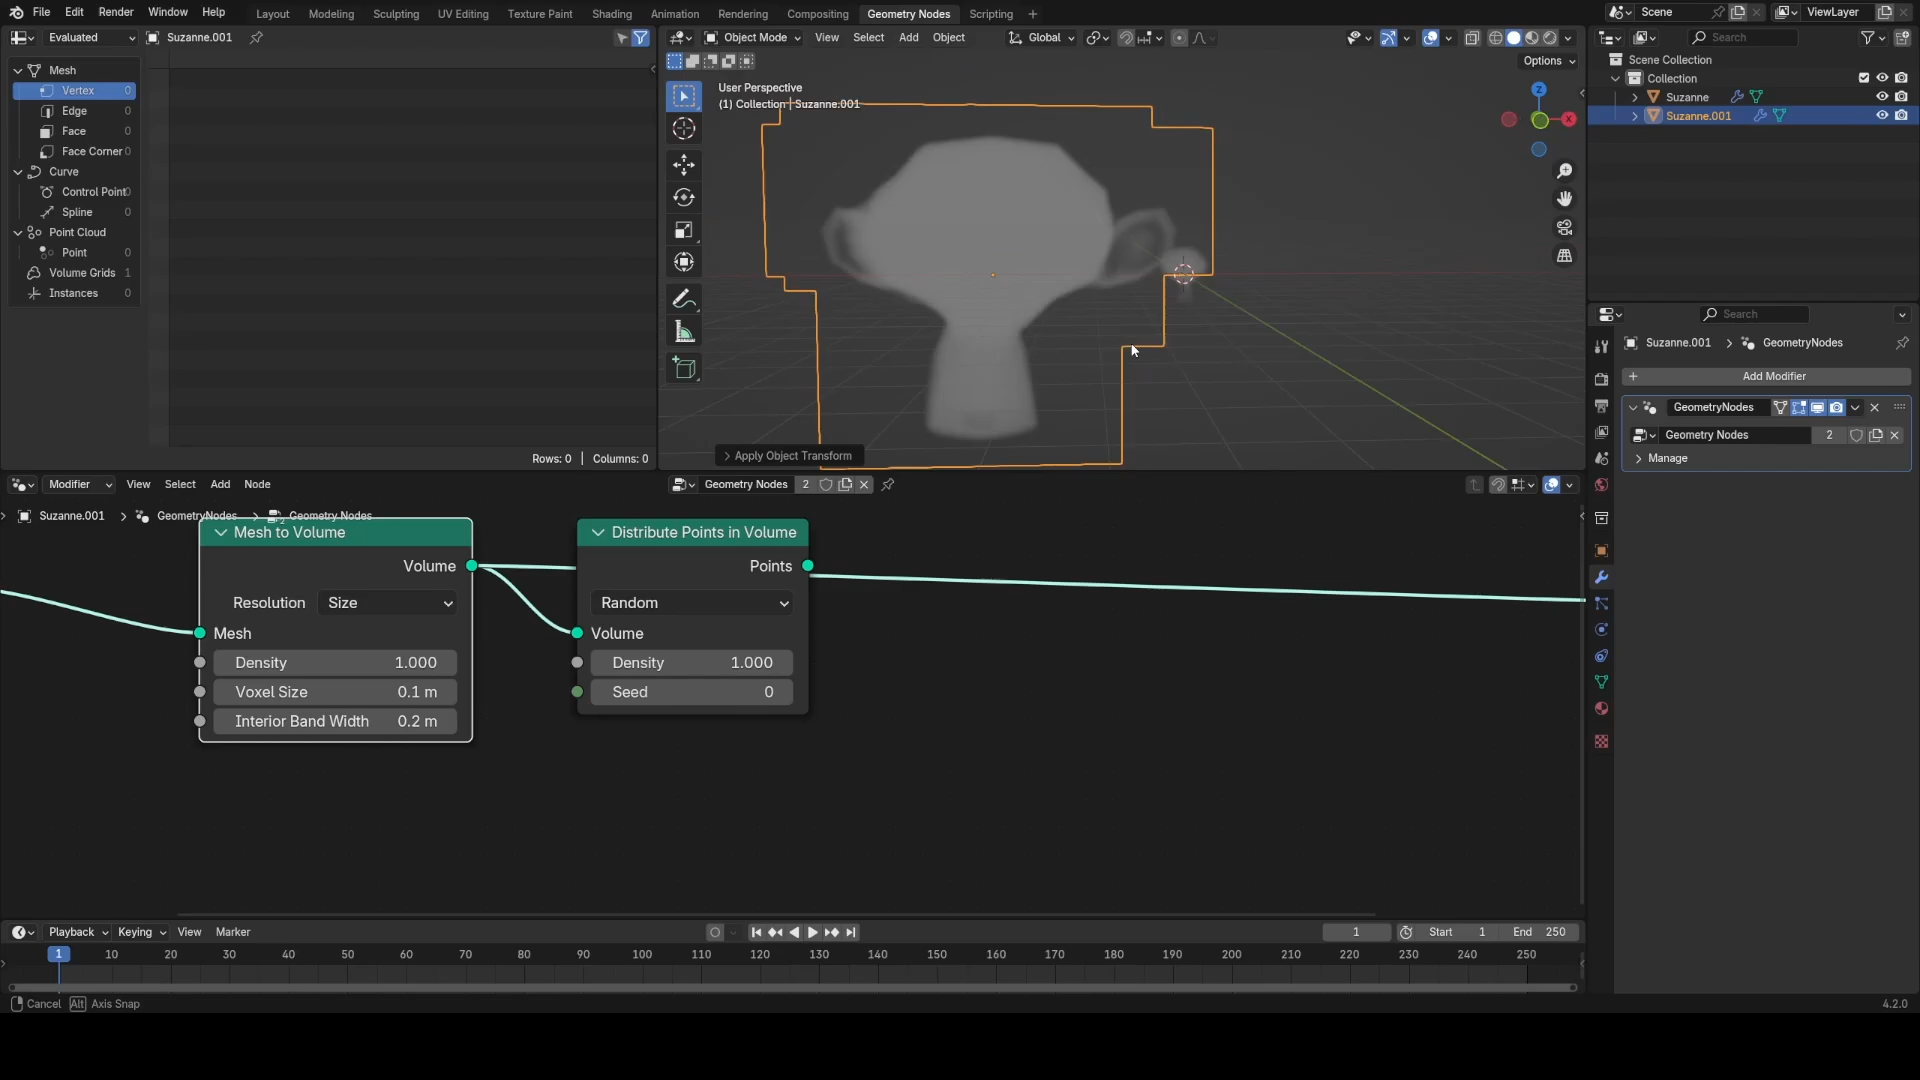 File Edit Render Window Help Layout Modeling Sculpting UV Editing Texture Paint Shading Animation Rendering Compositing Geometry Nodes Scripting + Scene ViewLayer
Evaluated Suzanne.001
Object Mode View Select Add Object Global
Search
Options
Mesh
Vertex 0
Edge 0
Face 0
Face Corner 0
Curve
Control Point 0
Spline 0
Point Cloud
Point 0
Volume Grids 1
Instances 0
Rows: 0 | Columns: 0
User Perspective
(1) Collection | Suzanne.001
Z
X
> Apply Object Transform
Scene Collection
Collection
Suzanne
Suzanne.001
Search
Suzanne.001 > GeometryNodes
+ Add Modifier
GeometryNodes
Geometry Nodes 2
> Manage
Modifier View Select Add Node Geometry Nodes 2
Suzanne.001 > GeometryNodes > Geometry Nodes
Mesh to Volume
Volume
Resolution Size
Mesh
Density 1.000
Voxel Size 0.1 m
Interior Band Width 0.2 m
Distribute Points in Volume
Points
Random
Volume
Density 1.000
Seed 0
Playback Keying View Marker 1 Start 1 End 250
1 10 20 30 40 50 60 70 80 90 100 110 120 130 140 150 160 170 180 190 200 210 220 230 240 250
Cancel Alt Axis Snap 4.2.0